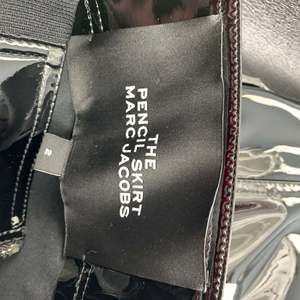 THE
PENCIL SKIRT
MARC JACOBS
2